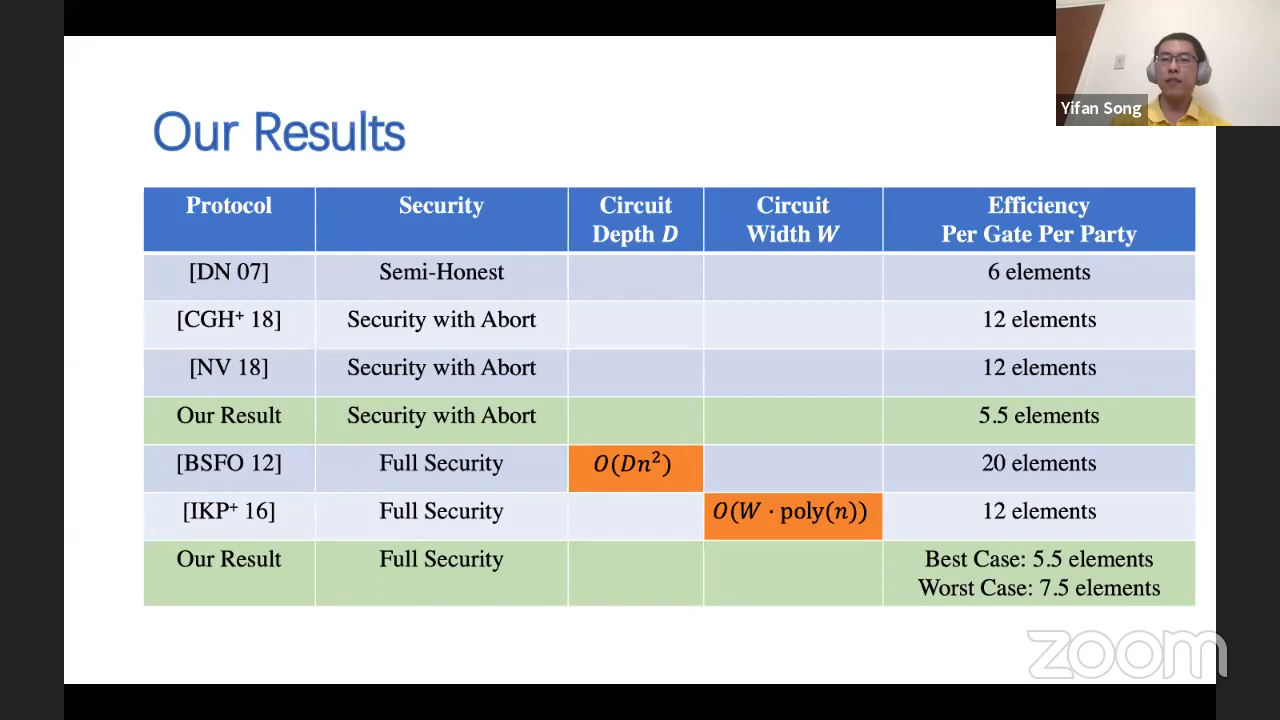 Yifan Song
Our Results
Protocol Security Circuit Depth D Circuit Width W Efficiency Per Gate Per Party
[DN 07] Semi-Honest 6 elements
[CGH+ 18] Security with Abort 12 elements
[NV 18] Security with Abort 12 elements
Our Result Security with Abort 5.5 elements
[BSFO 12] Full Security O(Dn²) 20 elements
[IKP+ 16] Full Security O(W · poly(n)) 12 elements
Our Result Full Security Best Case: 5.5 elements
Worst Case: 7.5 elements
zoom